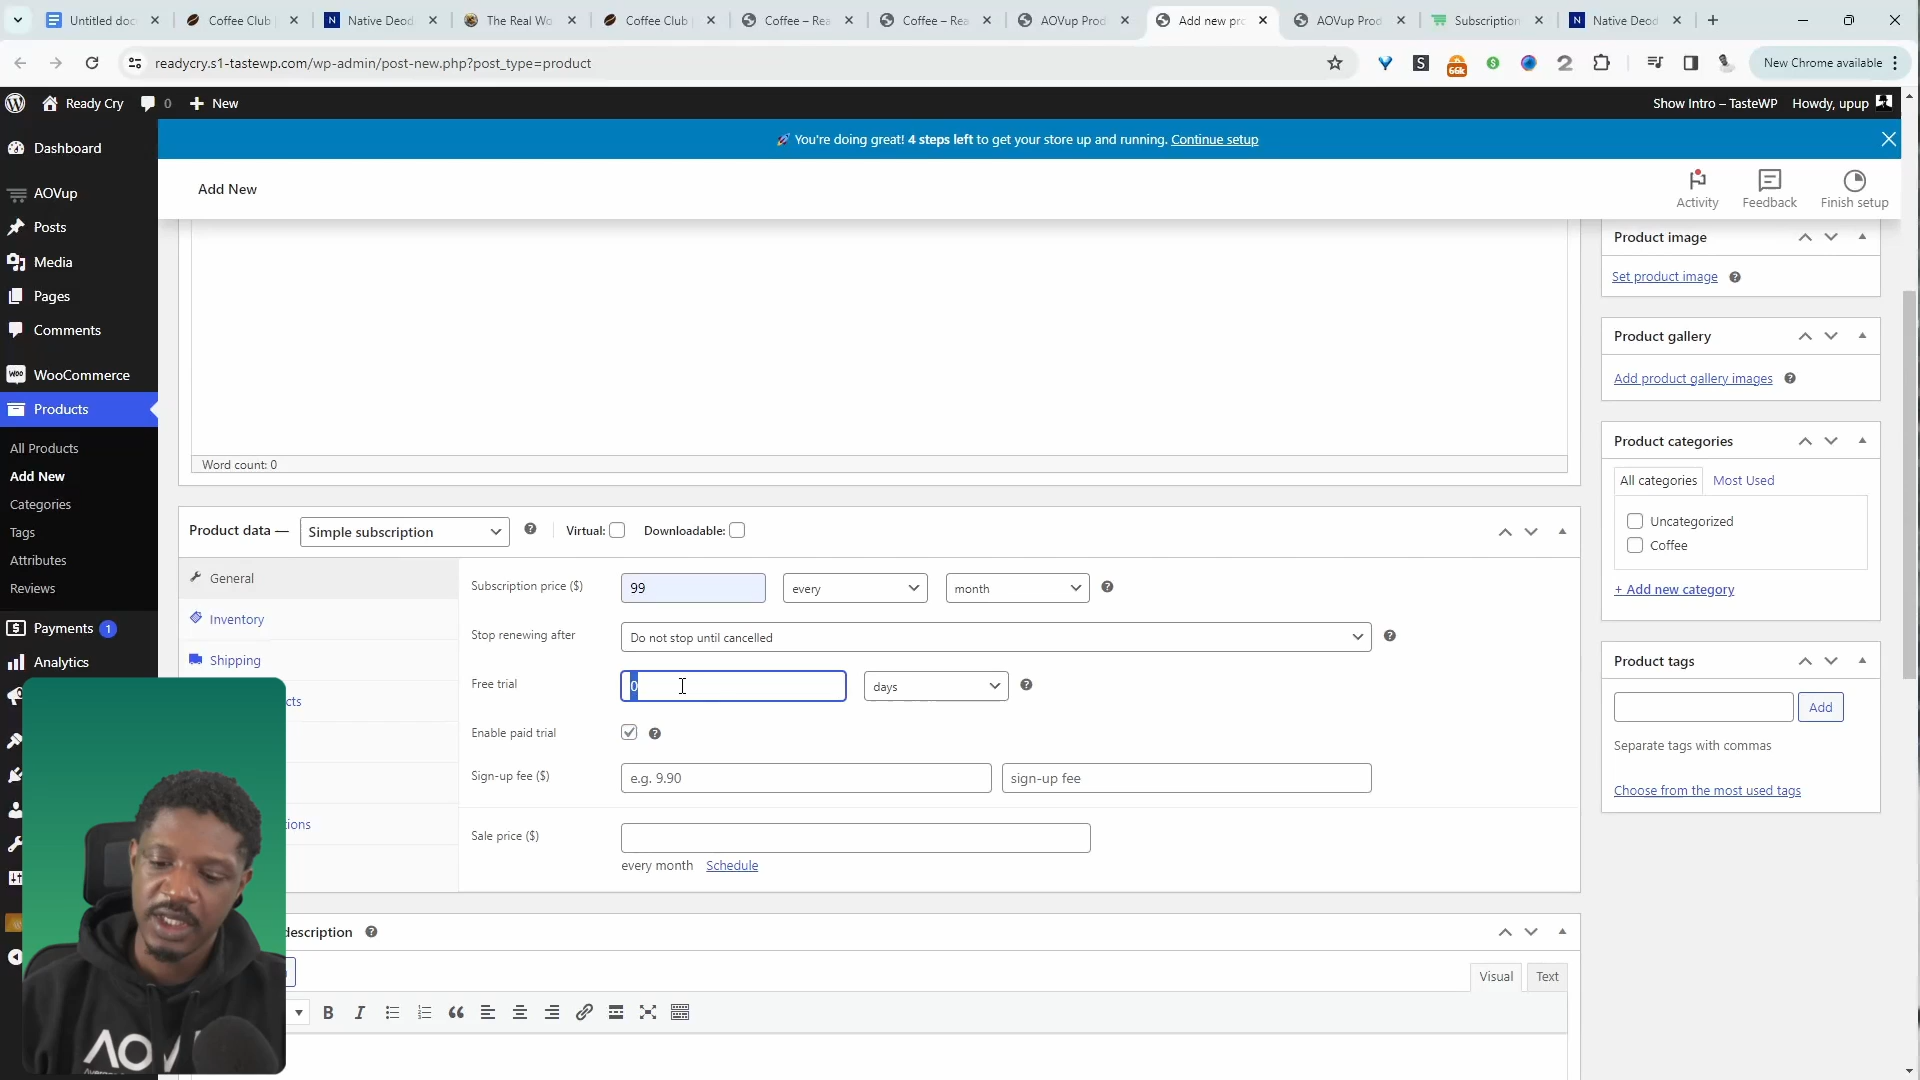 Untitled doc
Coffee Club
Native Deod
The Real Wo
Coffee Club
Coffee – Rea
Coffee – Rea
AOVup Prod
Add new pro
AOVup Prod
Subscription
Native Deod
readycry.s1-tastewp.com/wp-admin/post-new.php?post_type=product
66k
New Chrome available
Ready Cry
0
New
Show Intro – TasteWP
Howdy, upup
🚀 You're doing great! 4 steps left to get your store up and running. Continue setup
Dashboard
AOVup
Posts
Media
Pages
Comments
WooCommerce
Products
All Products
Add New
Categories
Tags
Attributes
Reviews
Payments 1
Analytics
Add New
Activity
Feedback
Finish setup
Word count: 0
Product data —
Simple subscription
Virtual:
Downloadable:
General
Inventory
Shipping
cts
tions
Subscription price ($)
99
every
month
Stop renewing after
Do not stop until cancelled
Free trial
0
days
Enable paid trial
Sign-up fee ($)
e.g. 9.90
sign-up fee
Sale price ($)
every month Schedule
description
Visual
Text
Product image
Set product image
Product gallery
Add product gallery images
Product categories
All categories
Most Used
Uncategorized
Coffee
+ Add new category
Product tags
Add
Separate tags with commas
Choose from the most used tags